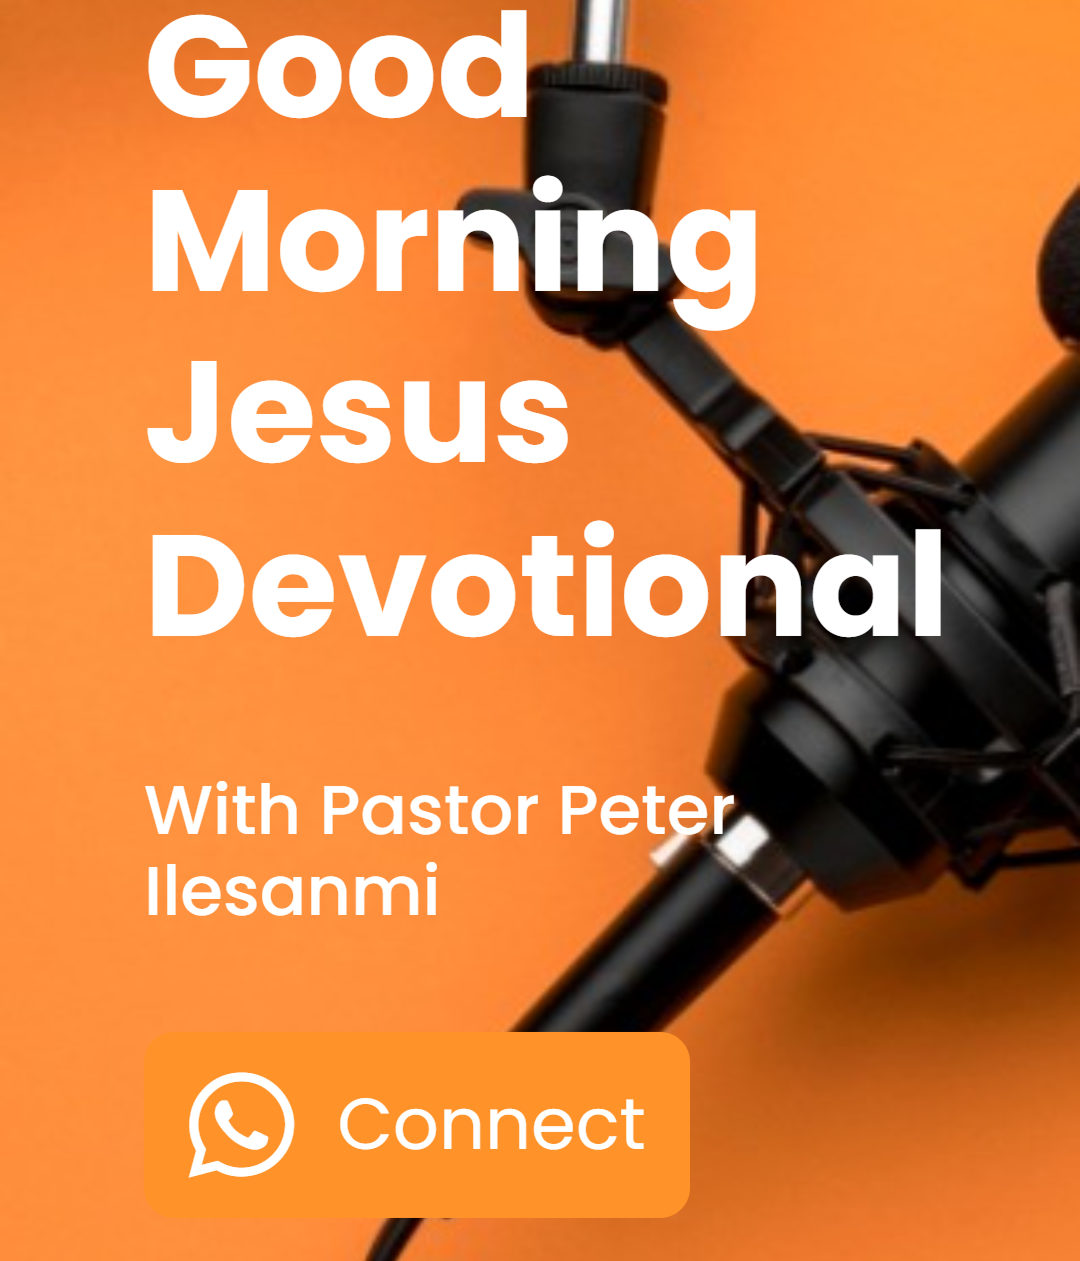 Good
Morning
Jesus
Devotional
With Pastor Peter
Ilesanmi
Connect